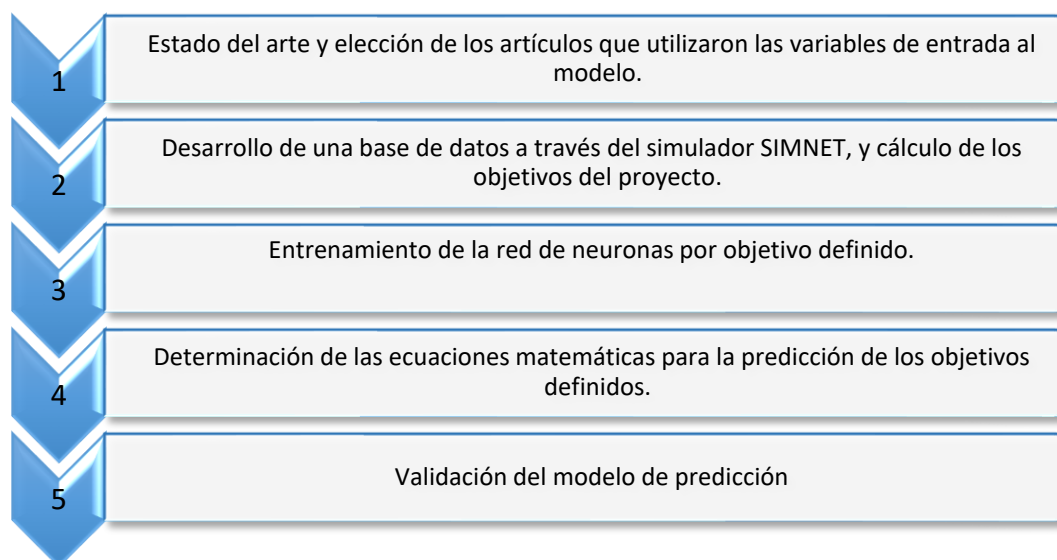 1
Estado del arte y elección de los artículos que utilizaron las variables de entrada al
modelo.
2
Desarrollo de una base de datos a través del simulador SIMNET, y cálculo de los
objetivos del proyecto.
3
Entrenamiento de la red de neuronas por objetivo definido.
4
Determinación de las ecuaciones matemáticas para la predicción de los objetivos
definidos.
5
Validación del modelo de predicción